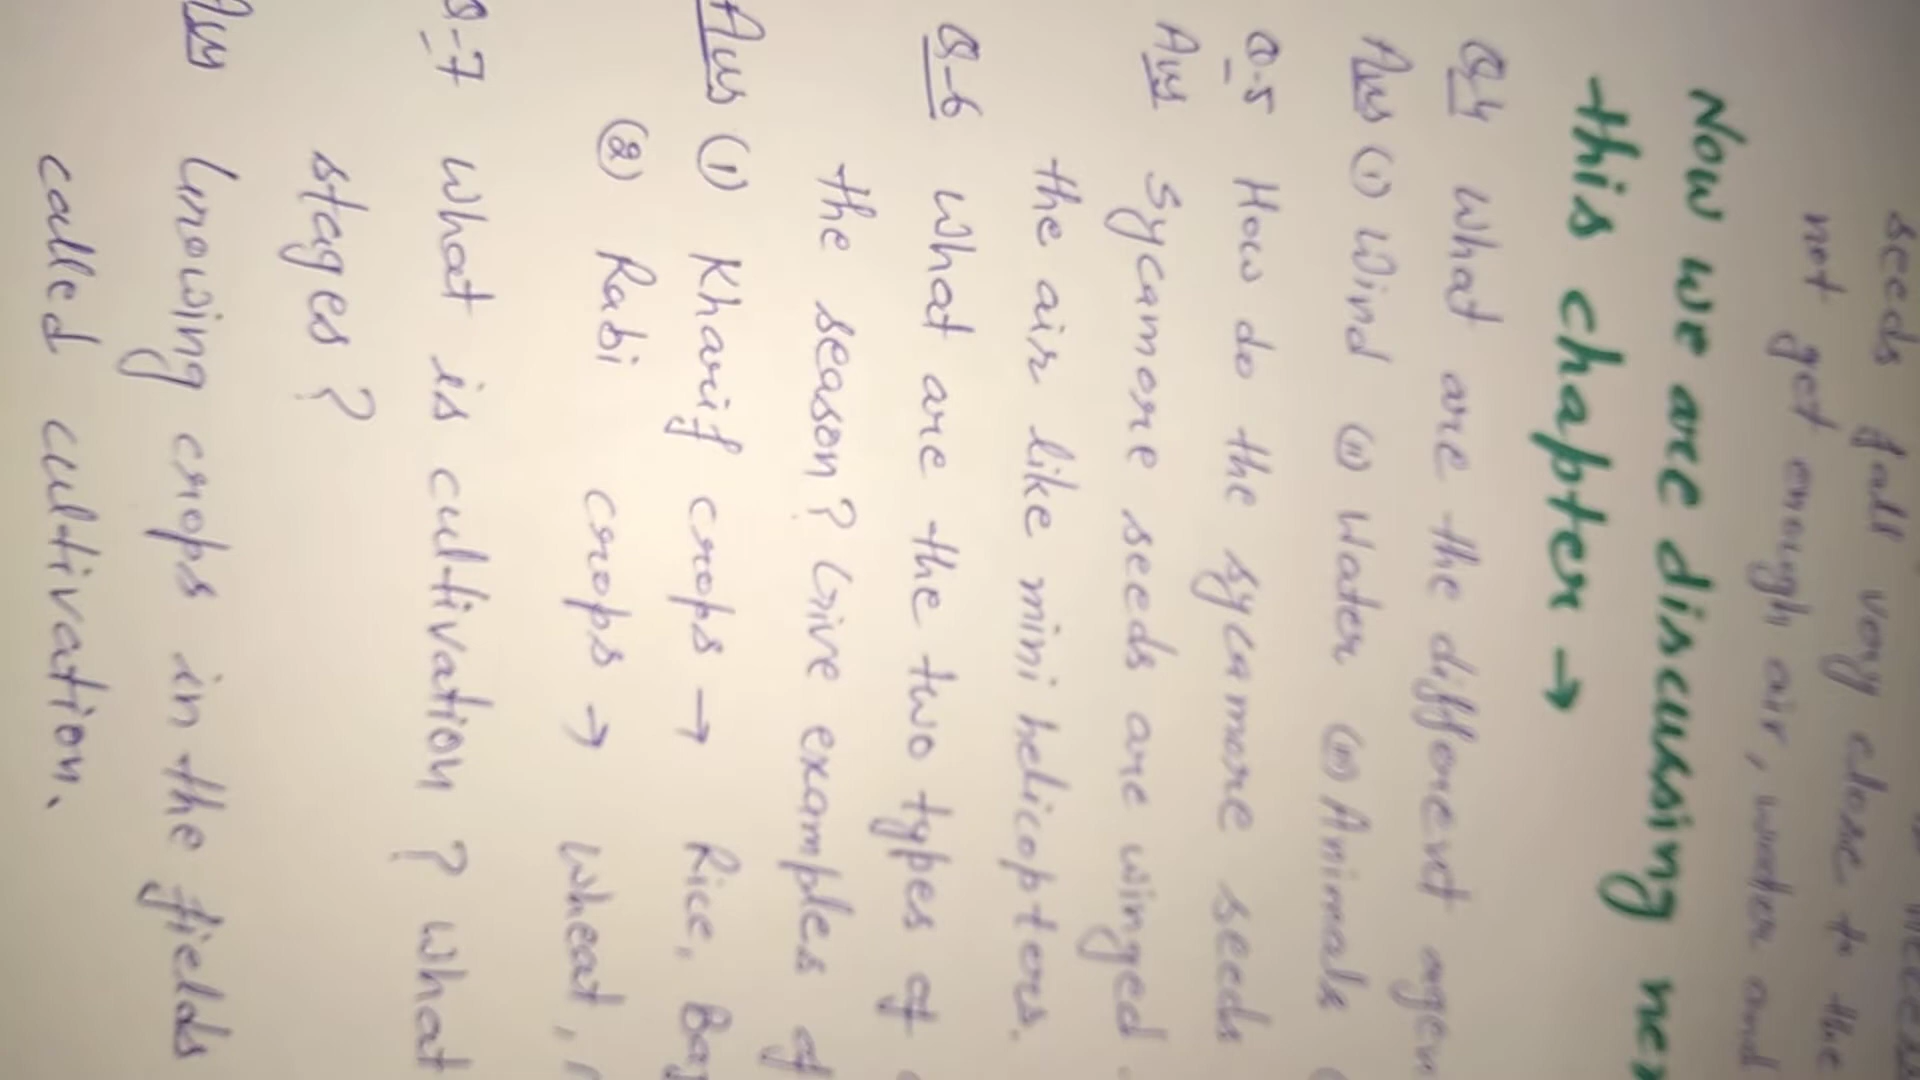 seeds fall very close to the
not get enough air, water and
Now we are discussing
this chapter →
Q-4 What are the different agen
Ans (i) Wind (ii) Water (iii) Animals
Q-5 How do the sycamore seeds
Ans Sycamore seeds are winged.
the air like mini helicopters.
Q-6 What are the two types of
the season? Give examples of
Ans (1) Kharif crops → Rice, Baj
(2) Rabi crops → Wheat,
Q-7 What is cultivation? What
stages?
Ans Growing crops in the fields
called cultivation.